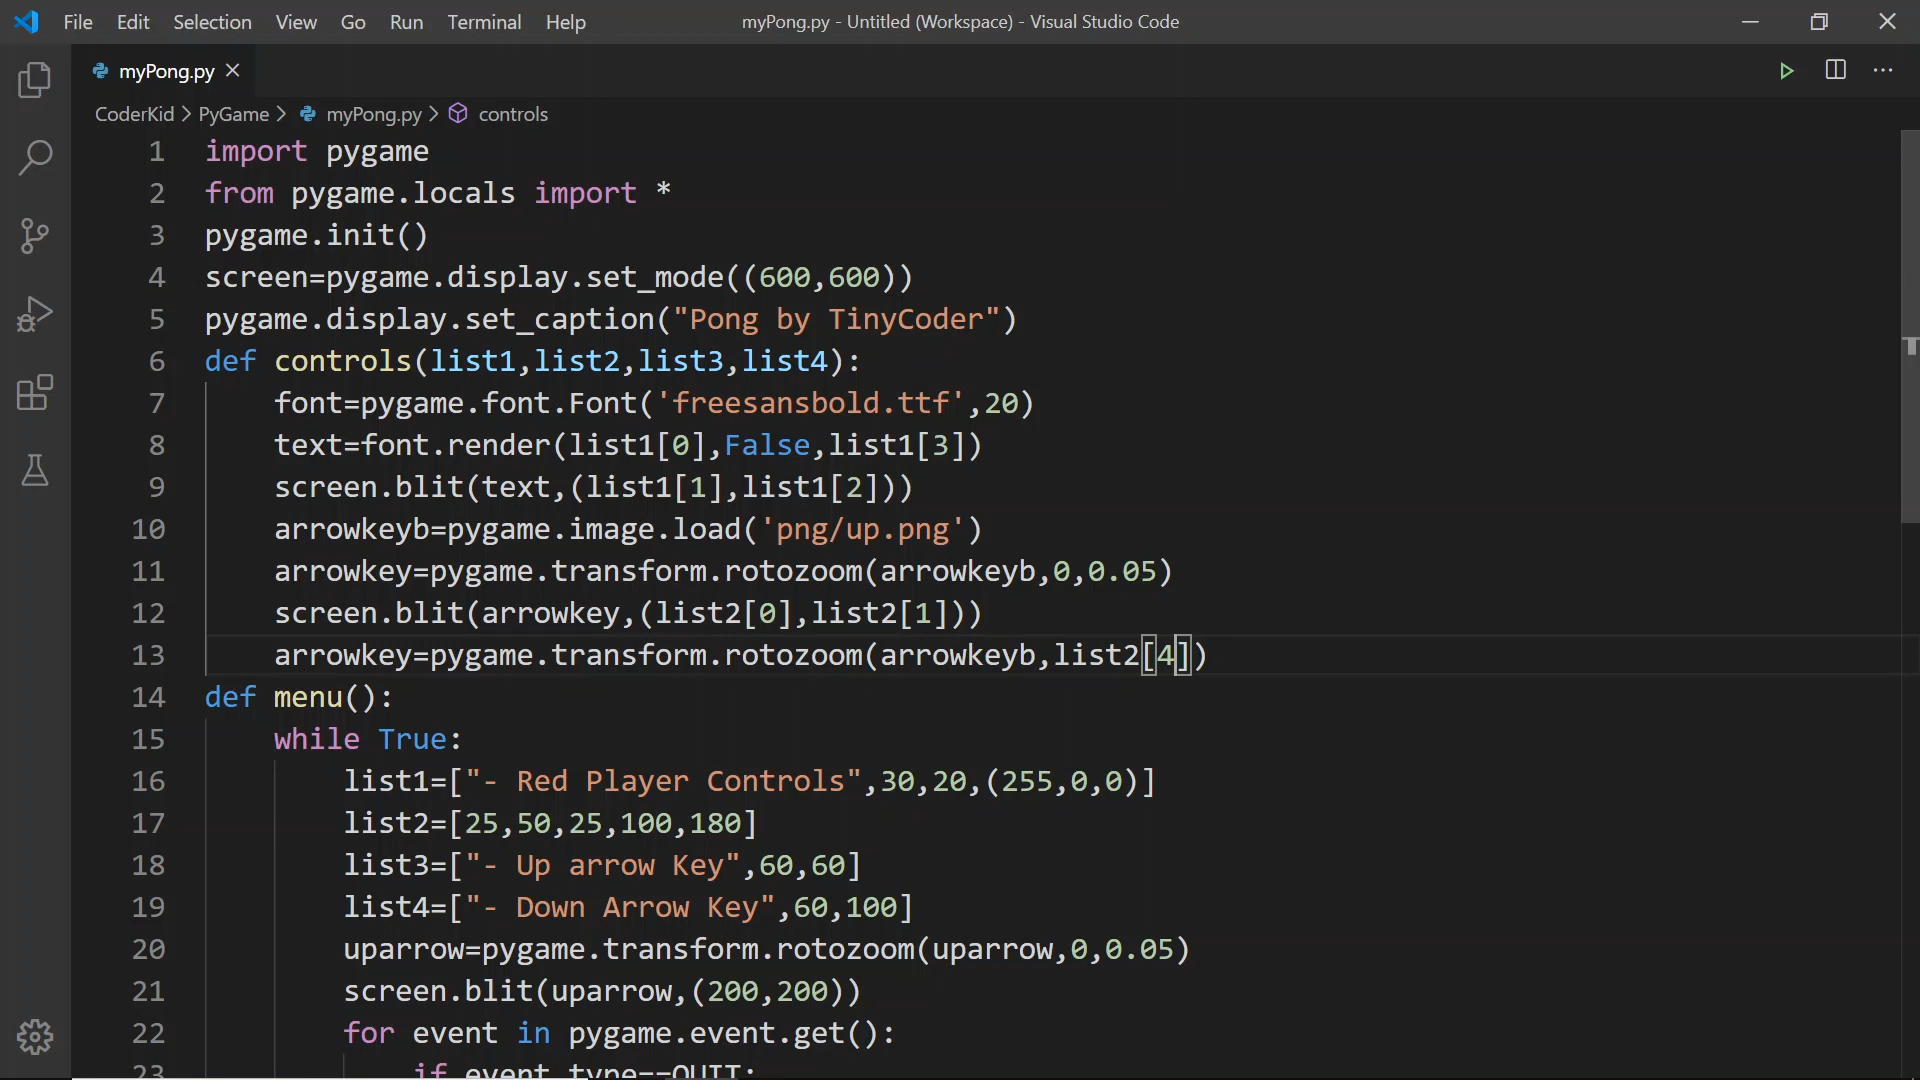 File Edit Selection View Go Run Terminal Help myPong.py - Untitled (Workspace) - Visual Studio Code
myPong.py
CoderKid > PyGame > myPong.py > controls
1 import pygame
2 from pygame.locals import *
3 pygame.init()
4 screen=pygame.display.set_mode((600,600))
5 pygame.display.set_caption("Pong by TinyCoder")
6 def controls(list1,list2,list3,list4):
7 font=pygame.font.Font('freesansbold.ttf',20)
8 text=font.render(list1[0],False,list1[3])
9 screen.blit(text,(list1[1],list1[2]))
10 arrowkeyb=pygame.image.load('png/up.png')
11 arrowkey=pygame.transform.rotozoom(arrowkeyb,0,0.05)
12 screen.blit(arrowkey,(list2[0],list2[1]))
13 arrowkey=pygame.transform.rotozoom(arrowkeyb,list2[4])
14 def menu():
15 while True:
16 list1=["- Red Player Controls",30,20,(255,0,0)]
17 list2=[25,50,25,100,180]
18 list3=["- Up arrow Key",60,60]
19 list4=["- Down Arrow Key",60,100]
20 uparrow=pygame.transform.rotozoom(uparrow,0,0.05)
21 screen.blit(uparrow,(200,200))
22 for event in pygame.event.get():
23 if event.type==QUIT: